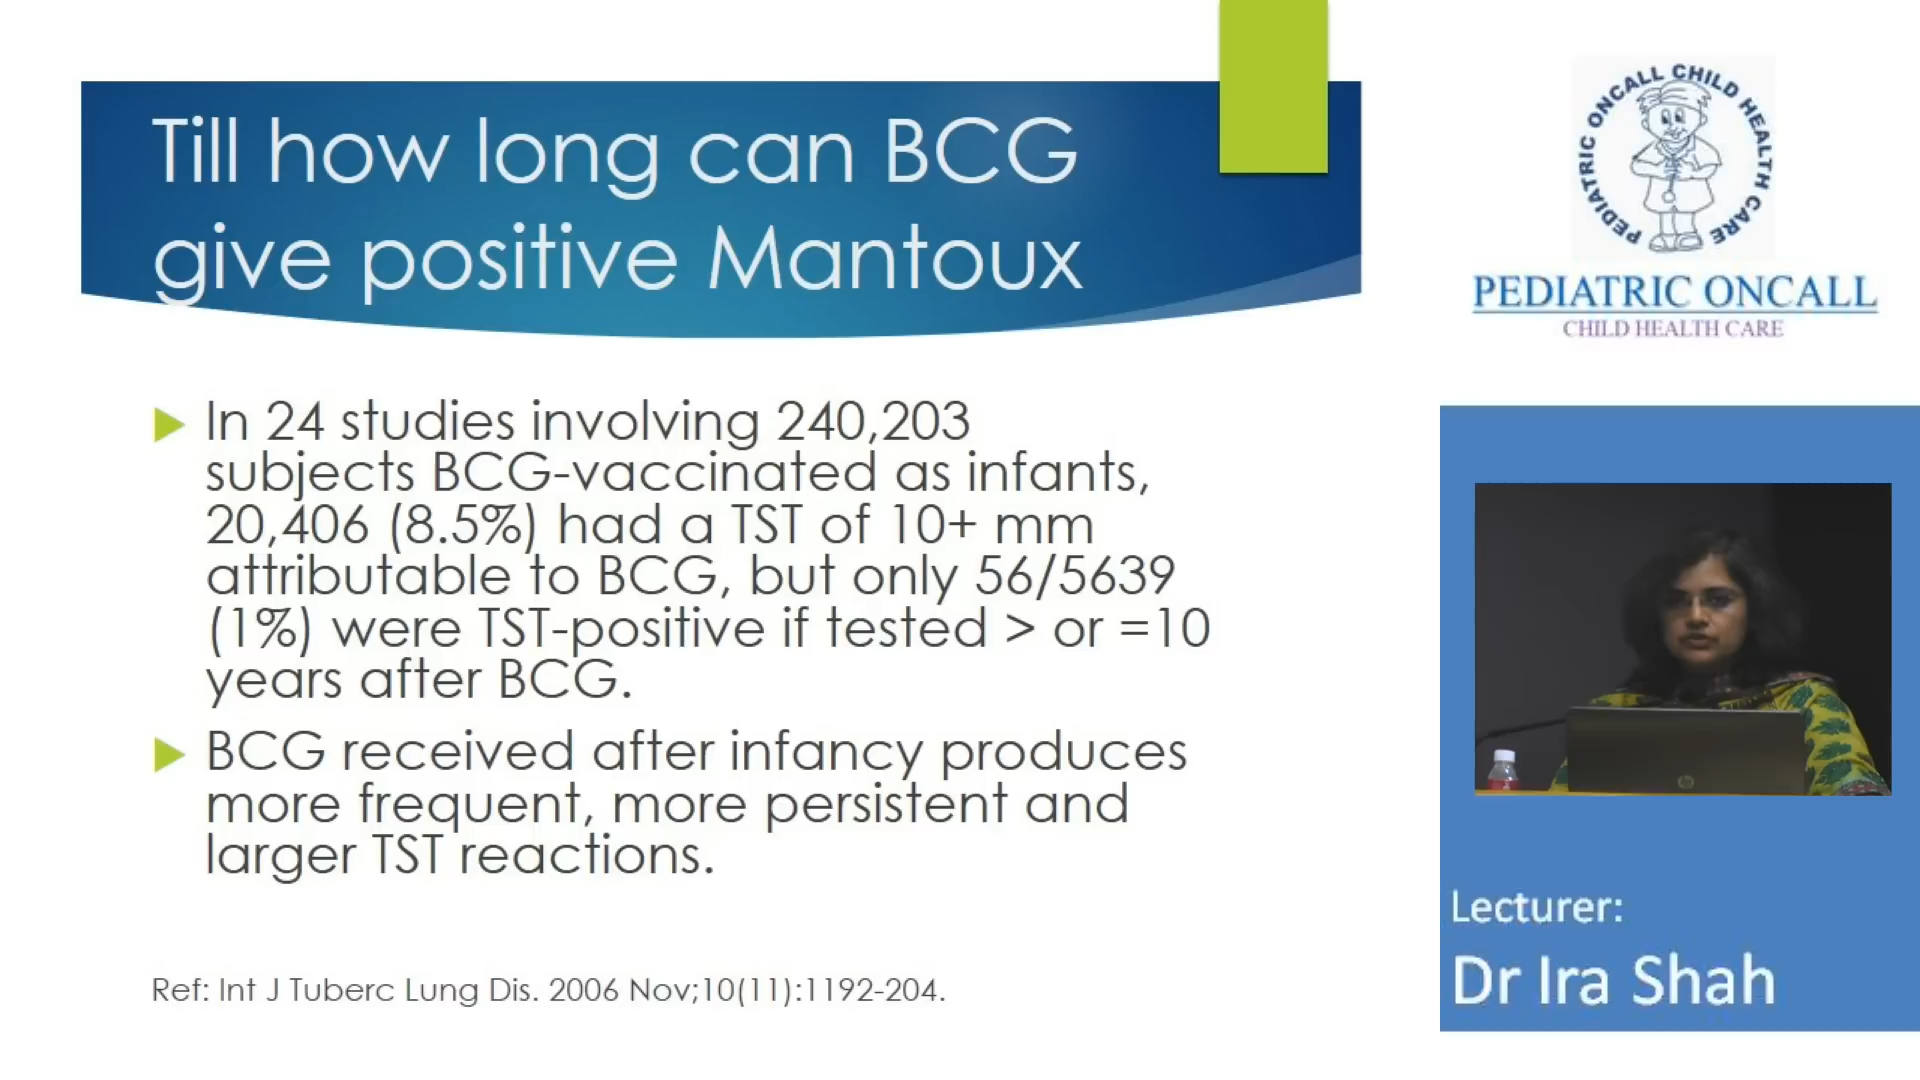 Till how long can BCG
give positive Mantoux
In 24 studies involving 240,203
subjects BCG-vaccinated as infants,
20,406 (8.5%) had a TST of 10+ mm
attributable to BCG, but only 56/5639
(1%) were TST-positive if tested > or =10
years after BCG.
BCG received after infancy produces
more frequent, more persistent and
larger TST reactions.
Ref: Int J Tuberc Lung Dis. 2006 Nov;10(11):1192-204.
PEDIATRIC ONCALL CHILD HEALTH CARE
PEDIATRIC ONCALL
CHILD HEALTH CARE
hp
Lecturer:
Dr Ira Shah